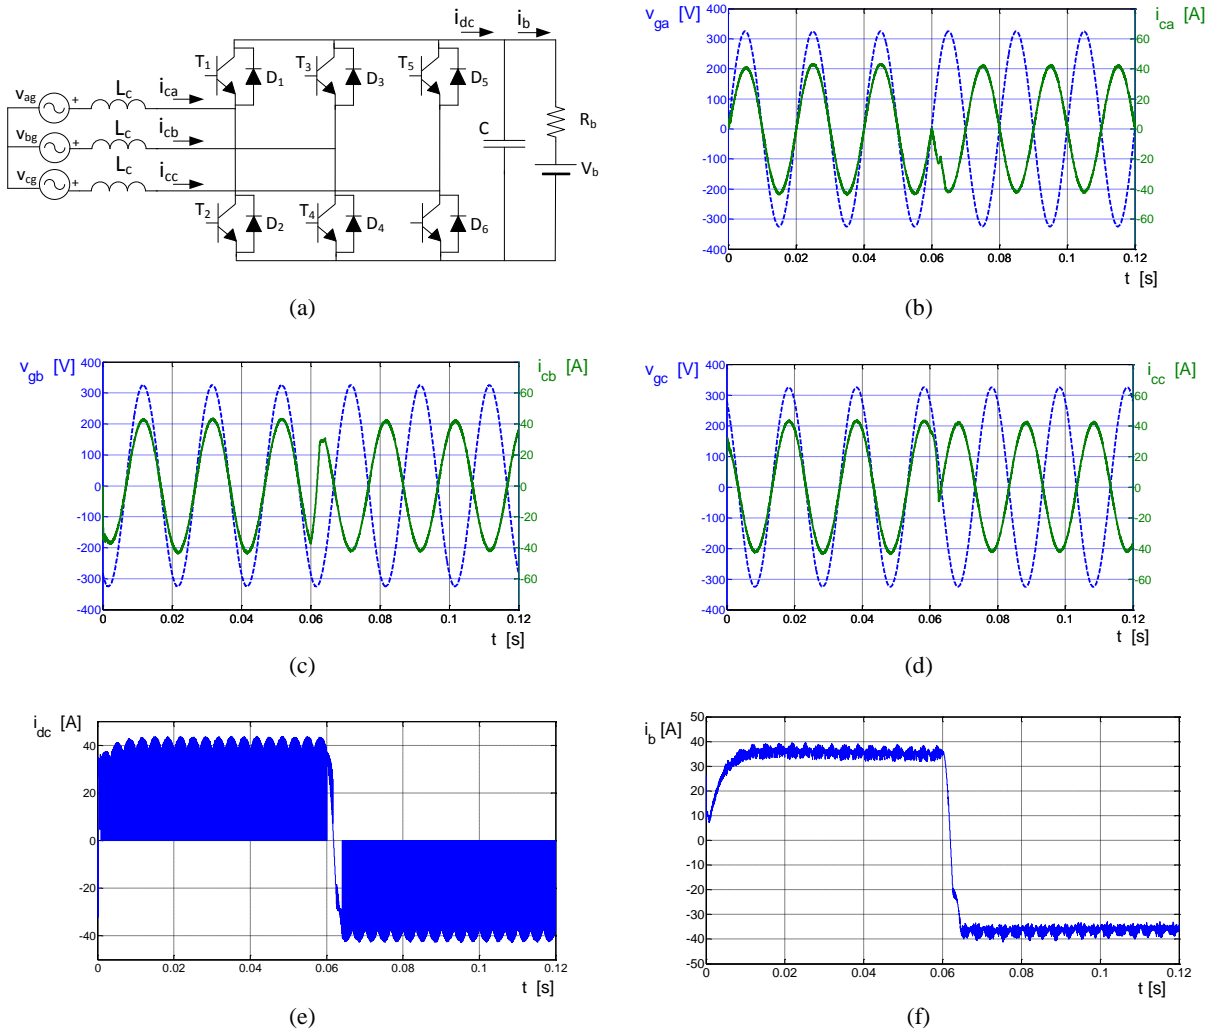 i_dc i_b
T_1 T_3 T_5
D_1 D_3 D_5
v_ag + L_c i_ca
v_bg + L_c i_cb
v_cg + L_c i_cc
C R_b V_b
T_2 T_4
D_2 D_4 D_6
(a)
v_ga [V] i_ca [A]
400
300
200
100
0
-100
-200
-300
-400
60
40
20
0
-20
-40
-60
0 0.02 0.04 0.06 0.08 0.1 0.12
t [s]
(b)
v_gb [V] i_cb [A]
400
300
200
100
0
-100
-200
-300
-400
60
40
20
0
-20
-40
-60
0 0.02 0.04 0.06 0.08 0.1 0.12
t [s]
(c)
v_gc [V] i_cc [A]
400
300
200
100
0
-100
-200
-300
-400
60
40
20
0
-20
-40
-60
0 0.02 0.04 0.06 0.08 0.1 0.12
t [s]
(d)
i_dc [A]
40
20
0
-20
-40
0 0.02 0.04 0.06 0.08 0.1 0.12
t [s]
(e)
i_b [A]
50
40
30
20
10
0
-10
-20
-30
-40
-50
0 0.02 0.04 0.06 0.08 0.1 0.12
t [s]
(f)